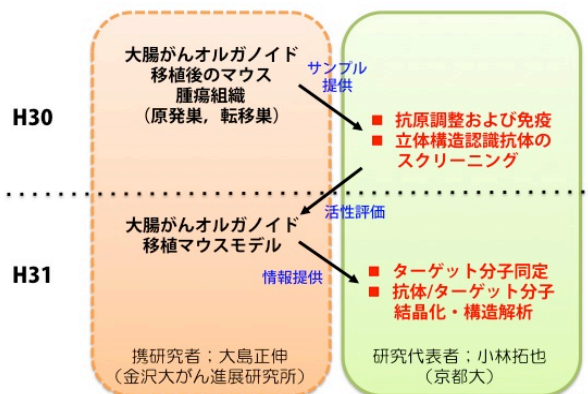 大腸がんオルガノイド
移植後のマウス
腫瘍組織
（原発巣，転移巣）
サンプル
提供
H30
■ 抗原調整および免疫
■ 立体構造認識抗体の
スクリーニング
活性評価
大腸がんオルガノイド
移植マウスモデル
H31
情報提供
■ ターゲット分子同定
■ 抗体/ターゲット分子
結晶化・構造解析
携研究者；大島正伸
（金沢大がん進展研究所）
研究代表者；小林拓也
（京都大）